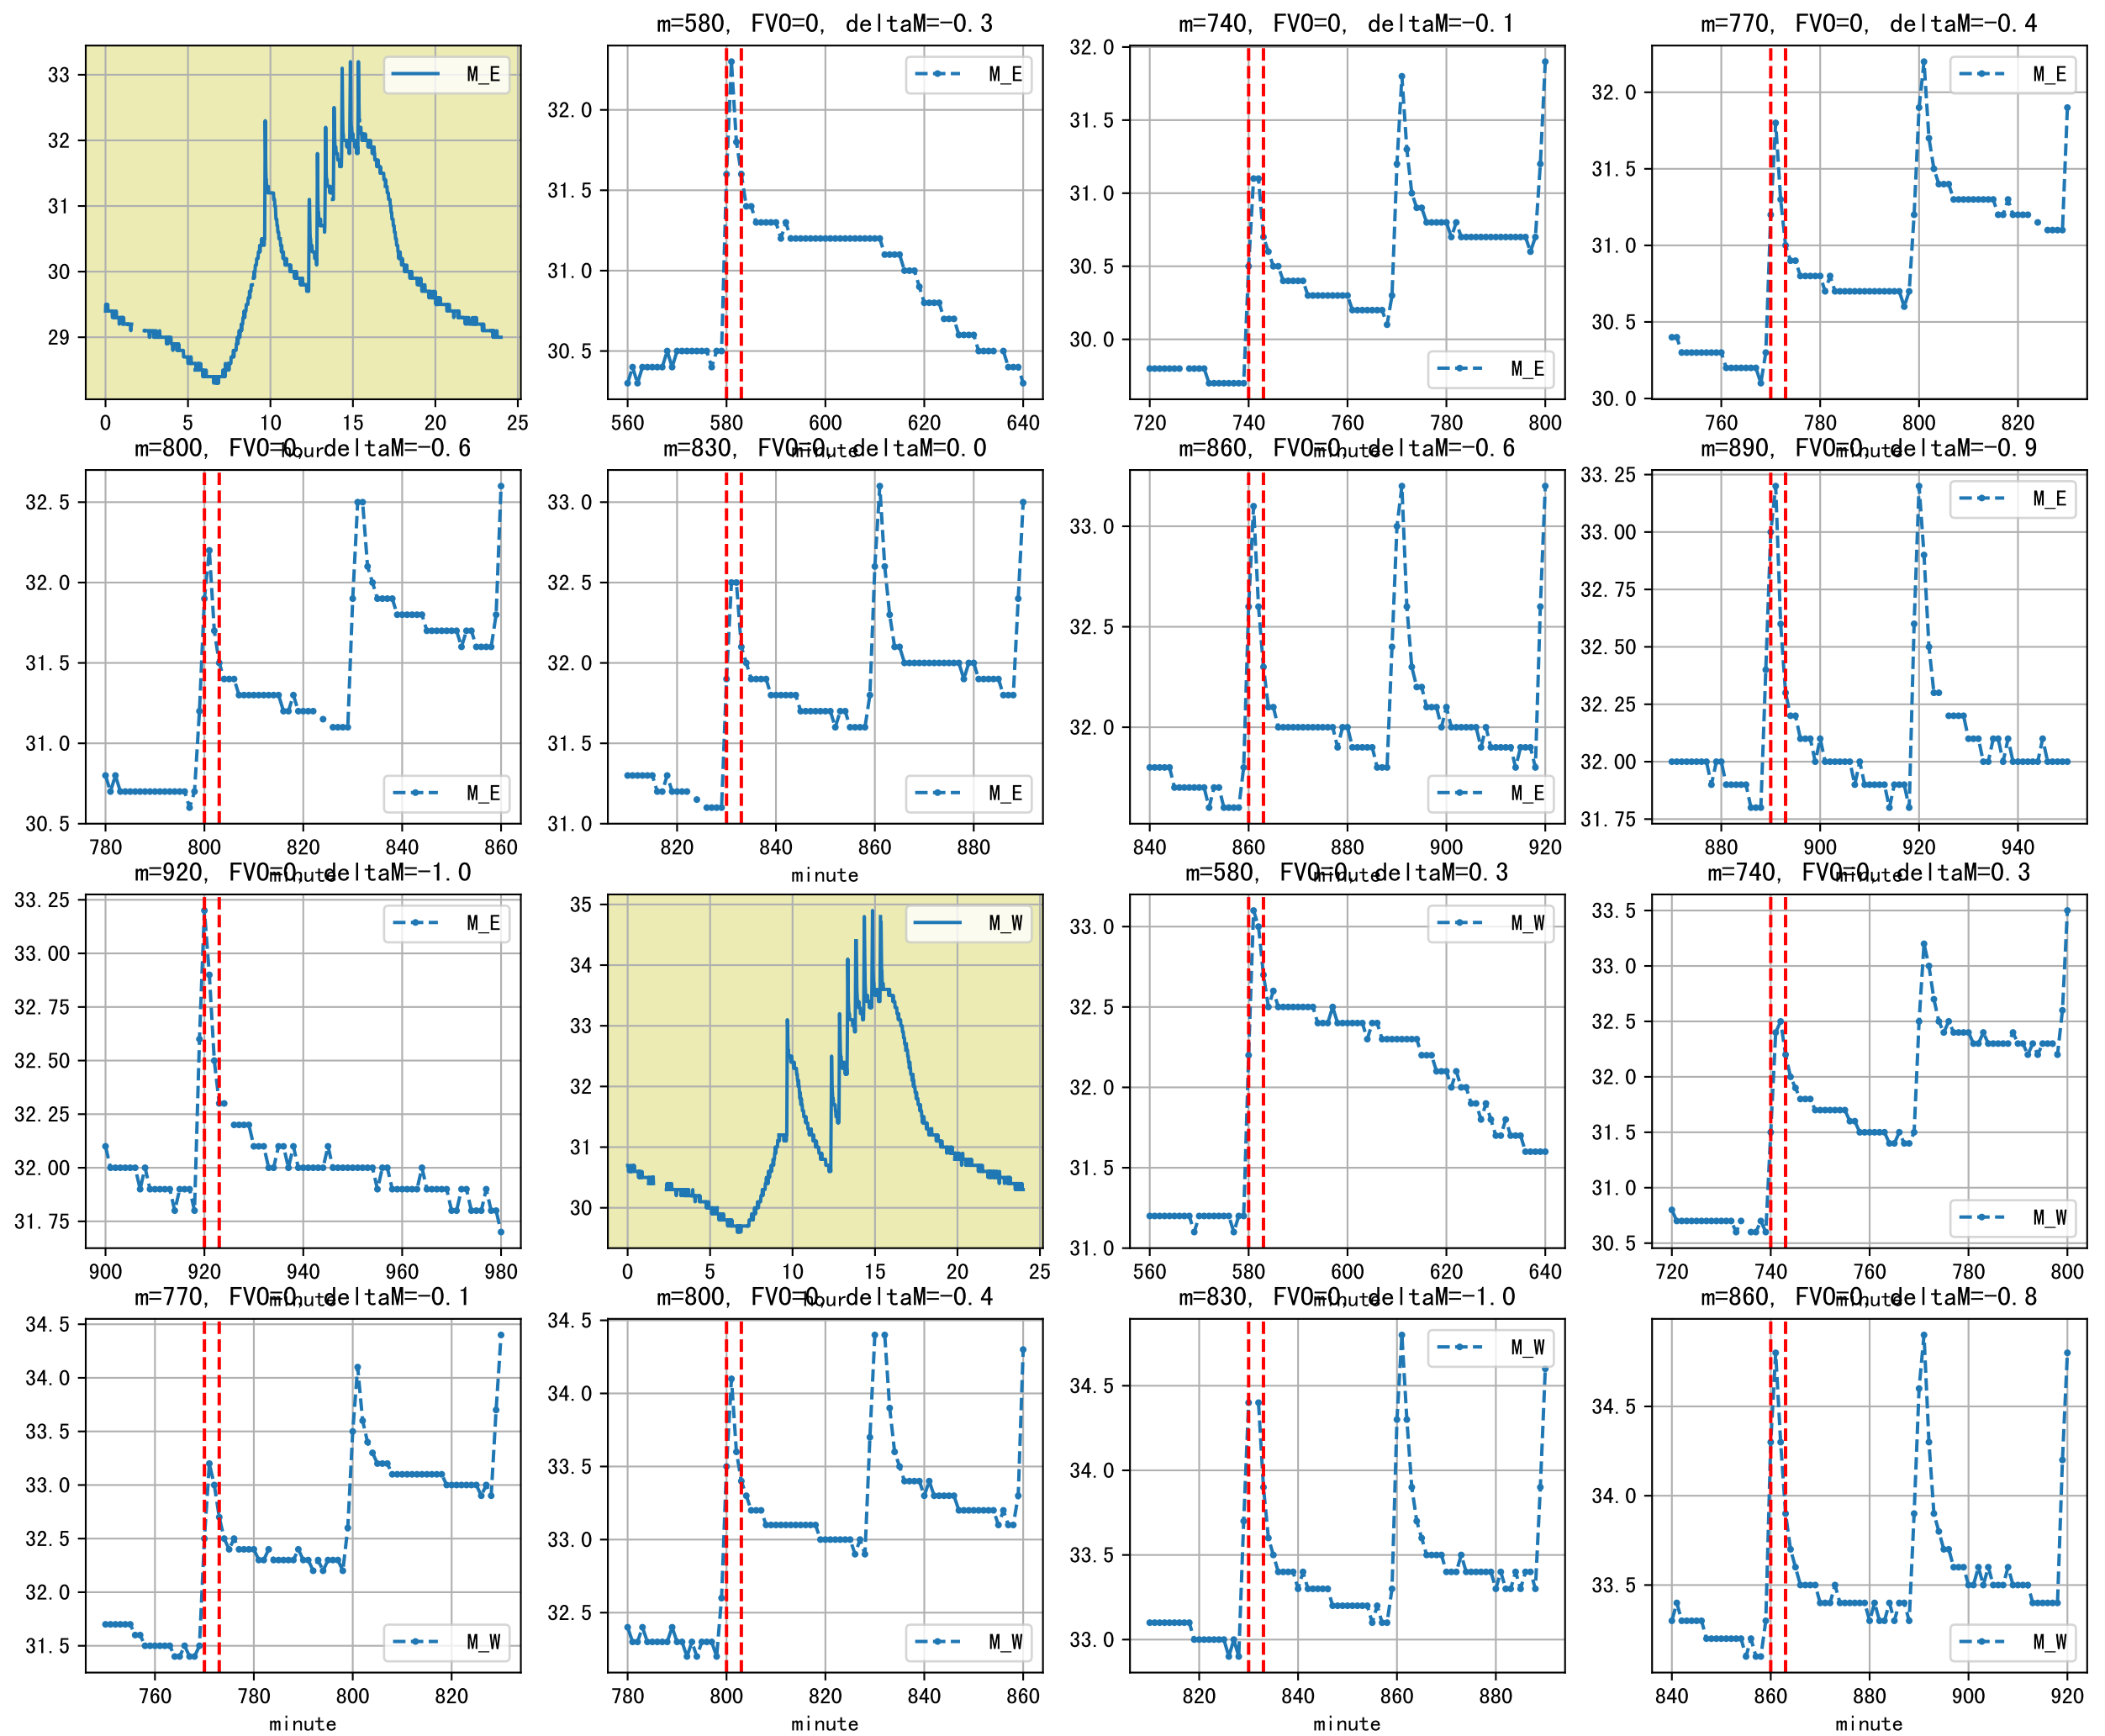 m=580, FVO=0, deltaM=-0.3
m=740, FVO=0, deltaM=-0.1
m=770, FVO=0, deltaM=-0.4
33
32
31
30
29
M_E
0 5 10 15 20 25
hour
32.0
31.5
31.0
30.5
M_E
560 580 600 620 640
minute
32.0
31.5
31.0
30.5
30.0
M_E
720 740 760 780 800
minute
32.0
31.5
31.0
30.5
30.0
M_E
760 780 800 820
minute
m=800, FVO=0, deltaM=-0.6
m=830, FVO=0, deltaM=0.0
m=860, FVO=0, deltaM=-0.6
m=890, FVO=0, deltaM=-0.9
32.5
32.0
31.5
31.0
30.5
M_E
780 800 820 840 860
minute
33.0
32.5
32.0
31.5
31.0
M_E
820 840 860 880
minute
33.0
32.5
32.0
M_E
840 860 880 900 920
minute
33.25
33.00
32.75
32.50
32.25
32.00
31.75
M_E
880 900 920 940
minute
m=920, FVO=0, deltaM=-1.0
m=580, FVO=0, deltaM=0.3
m=740, FVO=0, deltaM=0.3
33.25
33.00
32.75
32.50
32.25
32.00
31.75
M_E
900 920 940 960 980
minute
35
34
33
32
31
30
M_W
0 5 10 15 20 25
hour
33.0
32.5
32.0
31.5
31.0
M_W
560 580 600 620 640
minute
33.5
33.0
32.5
32.0
31.5
31.0
30.5
M_W
720 740 760 780 800
minute
m=770, FVO=0, deltaM=-0.1
m=800, FVO=0, deltaM=-0.4
m=830, FVO=0, deltaM=-1.0
m=860, FVO=0, deltaM=-0.8
34.5
34.0
33.5
33.0
32.5
32.0
31.5
M_W
760 780 800 820
minute
34.5
34.0
33.5
33.0
32.5
M_W
780 800 820 840 860
minute
34.5
34.0
33.5
33.0
M_W
820 840 860 880
minute
34.5
34.0
33.5
M_W
840 860 880 900 920
minute